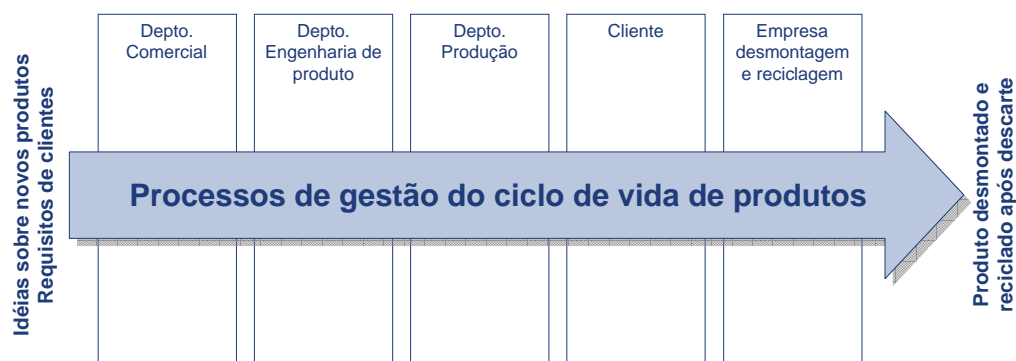 Idéias sobre novos produtos
Requisitos de clientes
Depto.
Comercial
Depto.
Engenharia de
produto
Depto.
Produção
Cliente
Empresa
desmontagem
e reciclagem
Processos de gestão do ciclo de vida de produtos
Produto desmontado e
reciclado após descarte